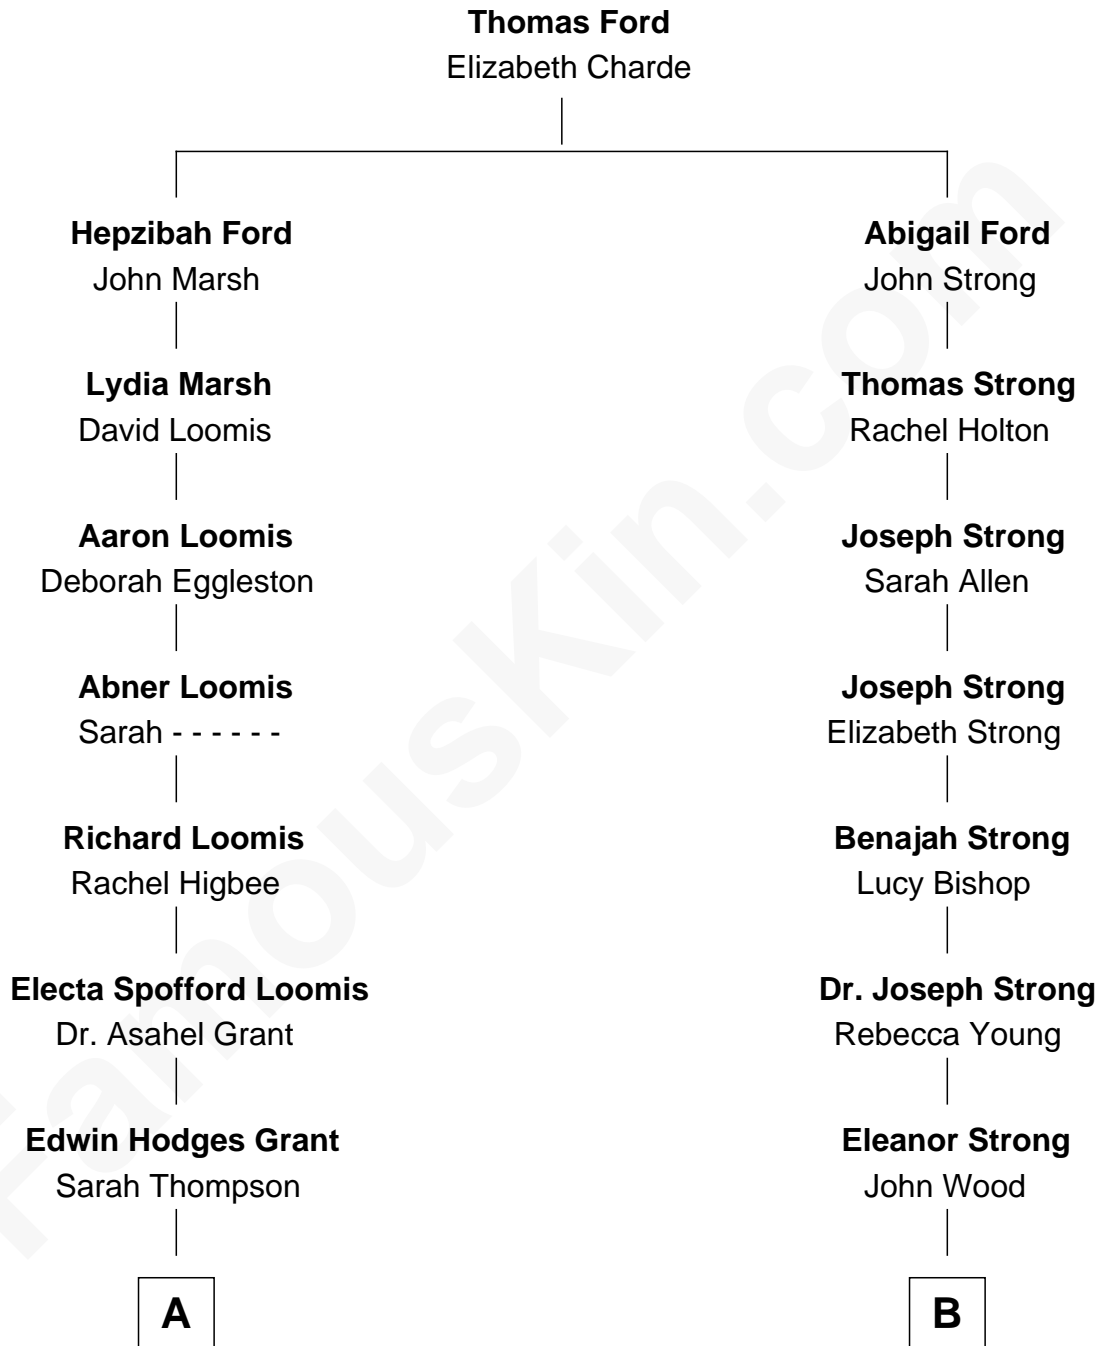 Thomas Ford
Elizabeth Charde
Hepzibah Ford
John Marsh
Abigail Ford
John Strong
Lydia Marsh
David Loomis
Thomas Strong
Rachel Holton
Aaron Loomis
Deborah Eggleston
Joseph Strong
Sarah Allen
Abner Loomis
Sarah - - - - - -
Joseph Strong
Elizabeth Strong
Richard Loomis
Rachel Higbee
Benajah Strong
Lucy Bishop
Electa Spofford Loomis
Dr. Asahel Grant
Dr. Joseph Strong
Rebecca Young
Edwin Hodges Grant
Sarah Thompson
Eleanor Strong
John Wood
A
B
FamousKin.com